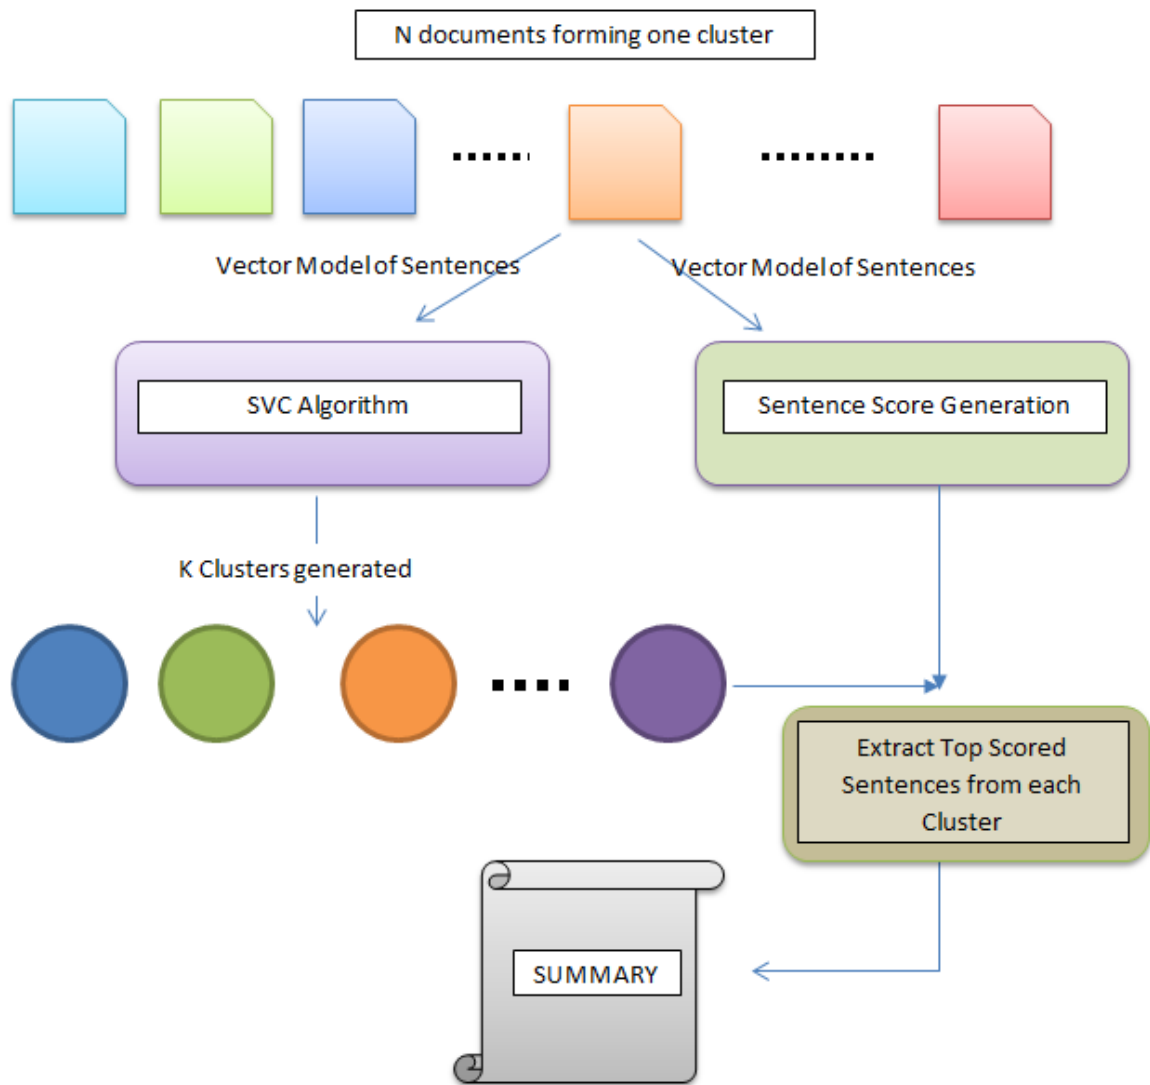 N documents forming one cluster
Vector Model of Sentences
Vector Model of Sentences
SVC Algorithm
Sentence Score Generation
K Clusters generated
Extract Top Scored
Sentences from each
Cluster
SUMMARY